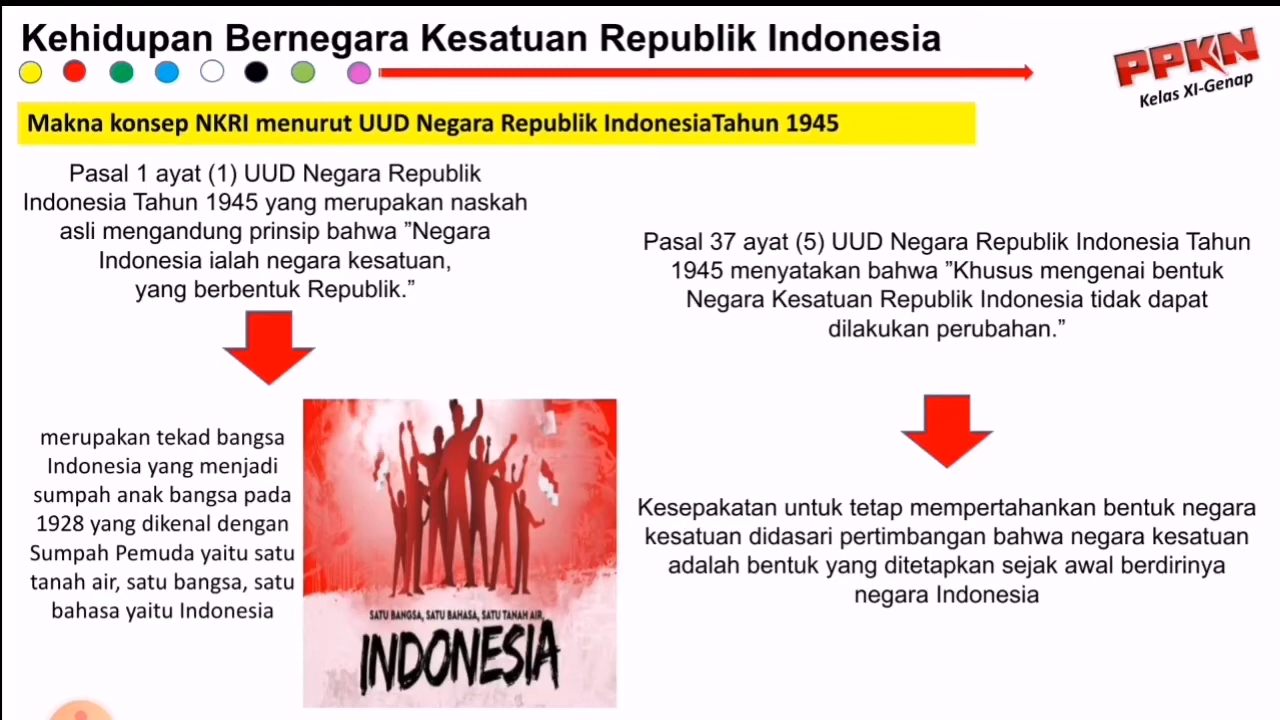 Kehidupan Bernegara Kesatuan Republik Indonesia
PPKN
Kelas XI-Genap
Makna konsep NKRI menurut UUD Negara Republik IndonesiaTahun 1945
Pasal 1 ayat (1) UUD Negara Republik
Indonesia Tahun 1945 yang merupakan naskah
asli mengandung prinsip bahwa ”Negara
Indonesia ialah negara kesatuan,
yang berbentuk Republik.”
merupakan tekad bangsa
Indonesia yang menjadi
sumpah anak bangsa pada
1928 yang dikenal dengan
Sumpah Pemuda yaitu satu
tanah air, satu bangsa, satu
bahasa yaitu Indonesia
SATU BANGSA, SATU BAHASA, SATU TANAH AIR,
INDONESIA
Pasal 37 ayat (5) UUD Negara Republik Indonesia Tahun
1945 menyatakan bahwa ”Khusus mengenai bentuk
Negara Kesatuan Republik Indonesia tidak dapat
dilakukan perubahan.”
Kesepakatan untuk tetap mempertahankan bentuk negara
kesatuan didasari pertimbangan bahwa negara kesatuan
adalah bentuk yang ditetapkan sejak awal berdirinya
negara Indonesia